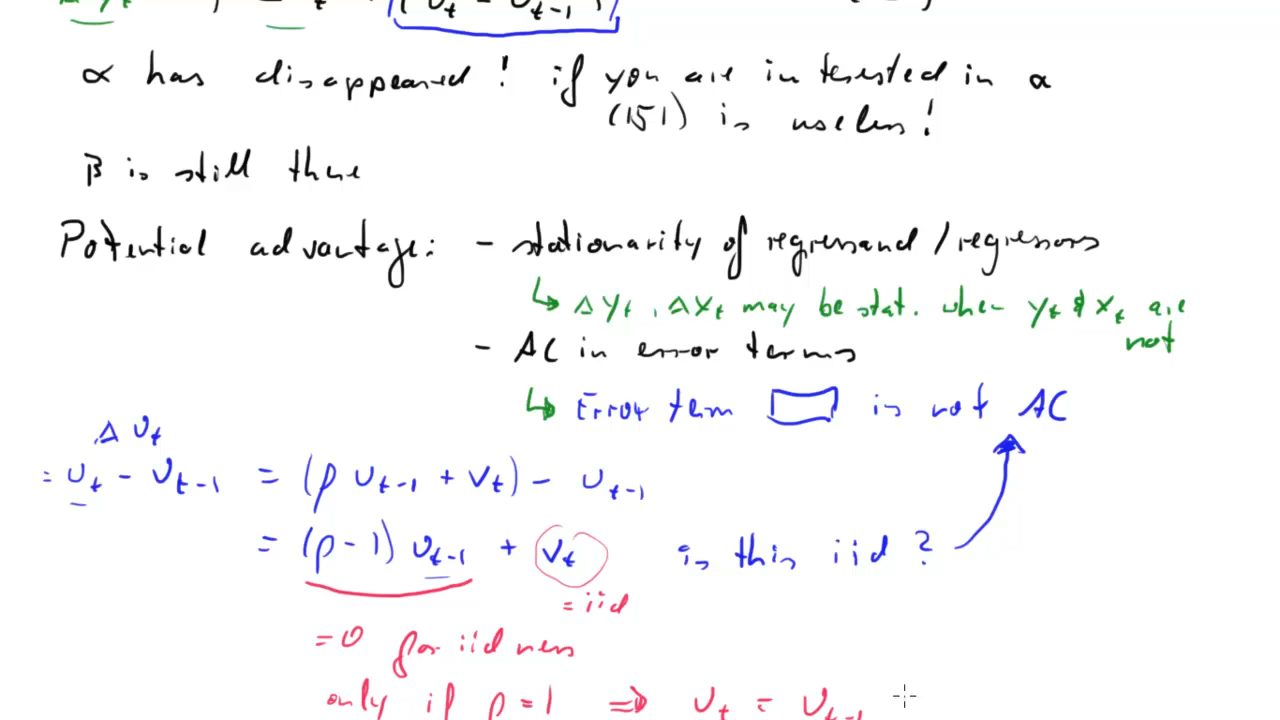 α has disappeared! if you are interested in α
(151) is useless!
β is still there
Potential advantage: - stationarity of regressand/regressors
↳ Δyₜ, Δxₜ may be stat. when yₜ & xₜ are
not
- AC in error terms
↳ Error term is not AC
Δ υₜ
= υₜ - υₜ₋₁ = (ρ υₜ₋₁ + vₜ) - υₜ₋₁
= (ρ-1) υₜ₋₁ + vₜ is this iid?
= iid
= 0 for iidness
only if ρ = 1 ⇒ υₜ = υₜ₋₁